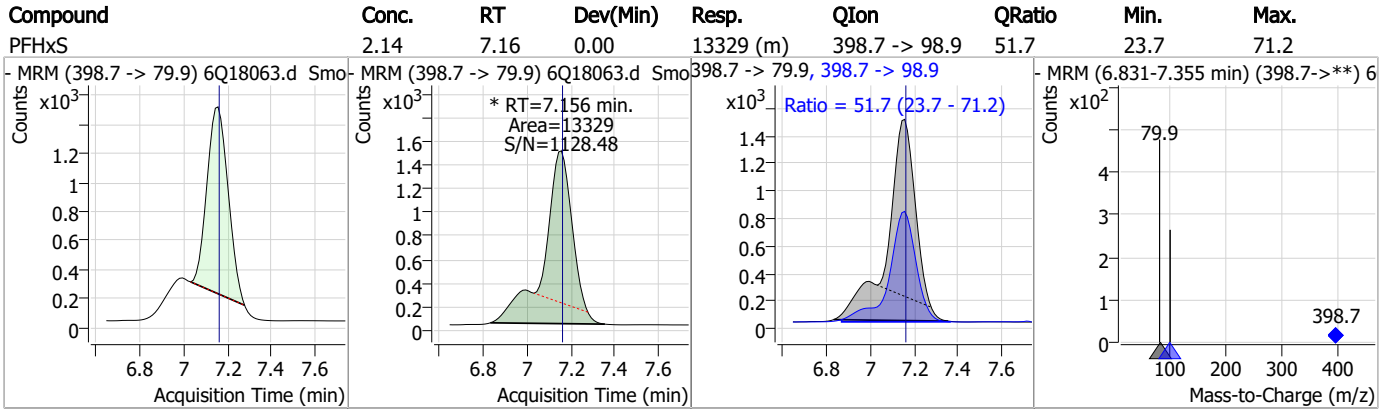 Compound Conc. RT Dev(Min) Resp. QIon QRatio Min. Max.
PFHxS 2.14 7.16 0.00 13329 (m) 398.7 -> 98.9 51.7 23.7 71.2
- MRM (398.7 -> 79.9) 6Q18063.d Smo
Counts
x10³
1.2
1
0.8
0.6
0.4
0.2
0
6.8 7 7.2 7.4 7.6
Acquisition Time (min)
- MRM (398.7 -> 79.9) 6Q18063.d Smo
Counts
x10³
* RT=7.156 min.
Area=13329
S/N=1128.48
1.6
1.4
1.2
1
0.8
0.6
0.4
0.2
0
6.8 7 7.2 7.4 7.6
Acquisition Time (min)
398.7 -> 79.9, 398.7 -> 98.9
Counts
x10³
Ratio = 51.7 (23.7 - 71.2)
1.4
1.2
1
0.8
0.6
0.4
0.2
0
6.8 7 7.2 7.4 7.6
Acquisition Time (min)
- MRM (6.831-7.355 min) (398.7->**) 6
Counts
x10²
79.9
4
3
2
1
0
398.7
100 200 300 400
Mass-to-Charge (m/z)